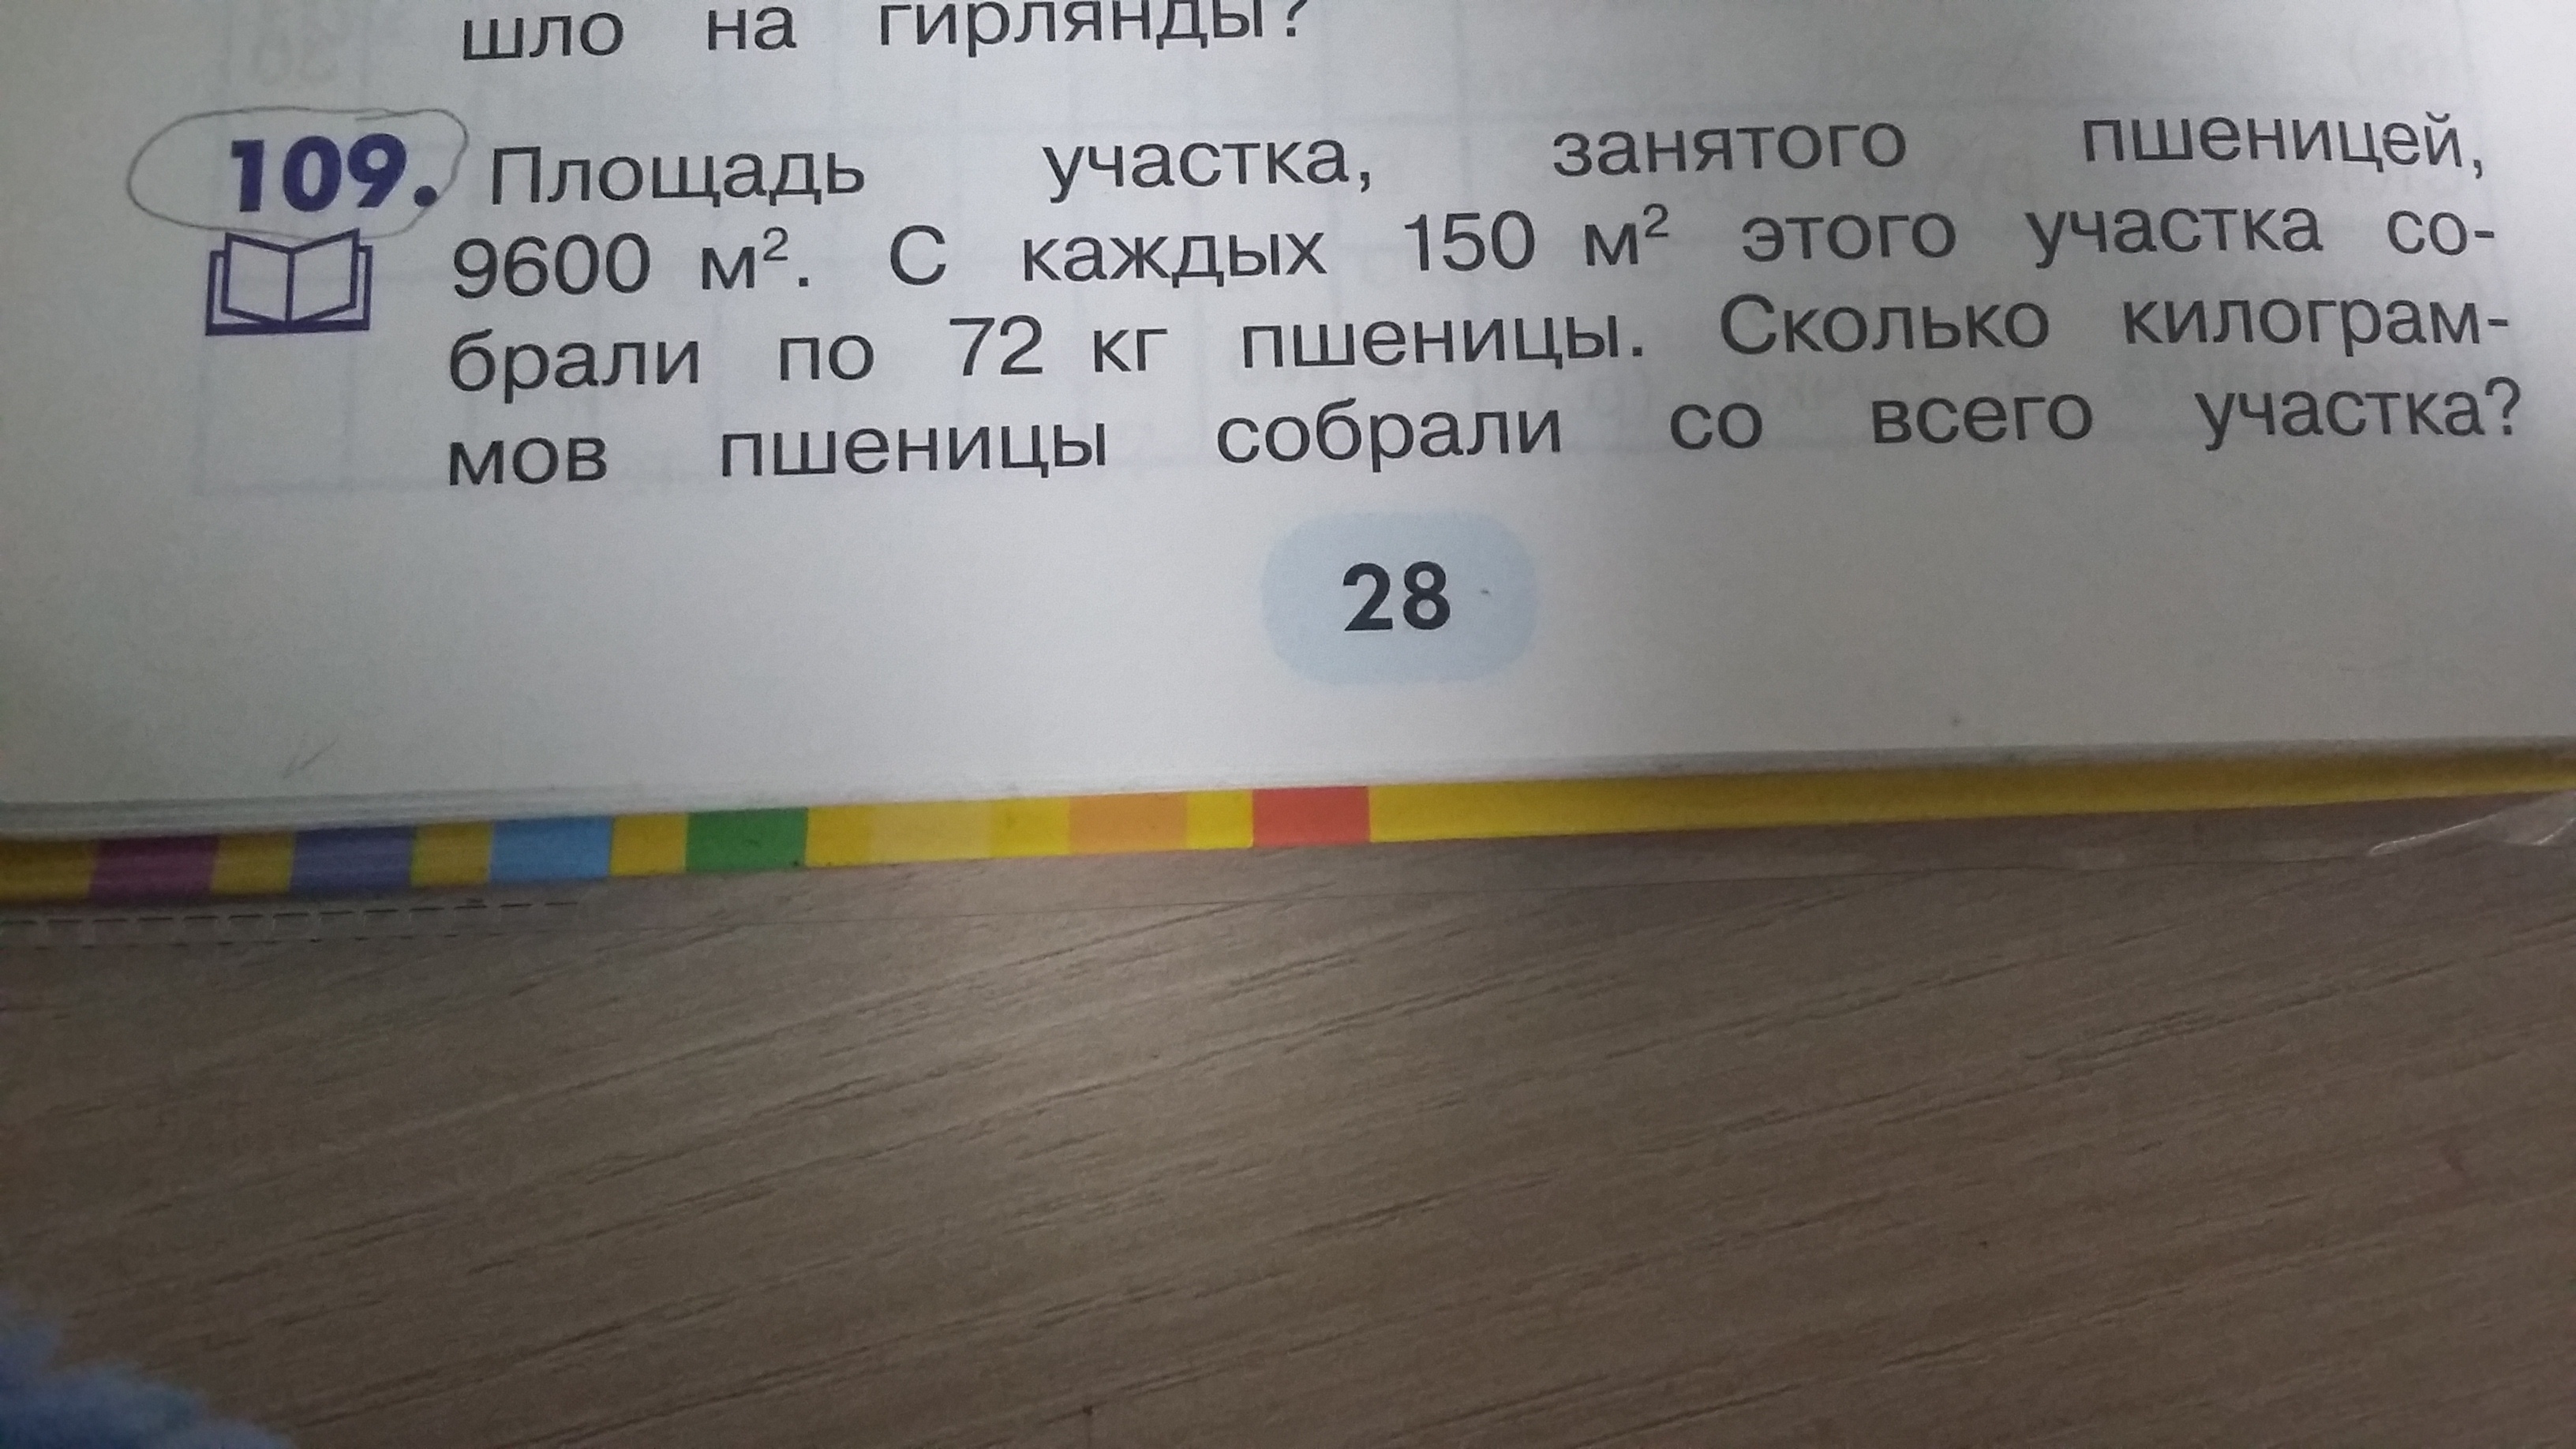 шло на гирлянды?
109. Площадь участка, занятого пшеницей,
9600 м². С каждых 150 м² этого участка со-
брали по 72 кг пшеницы. Сколько килограм-
мов пшеницы собрали со всего участка?
28